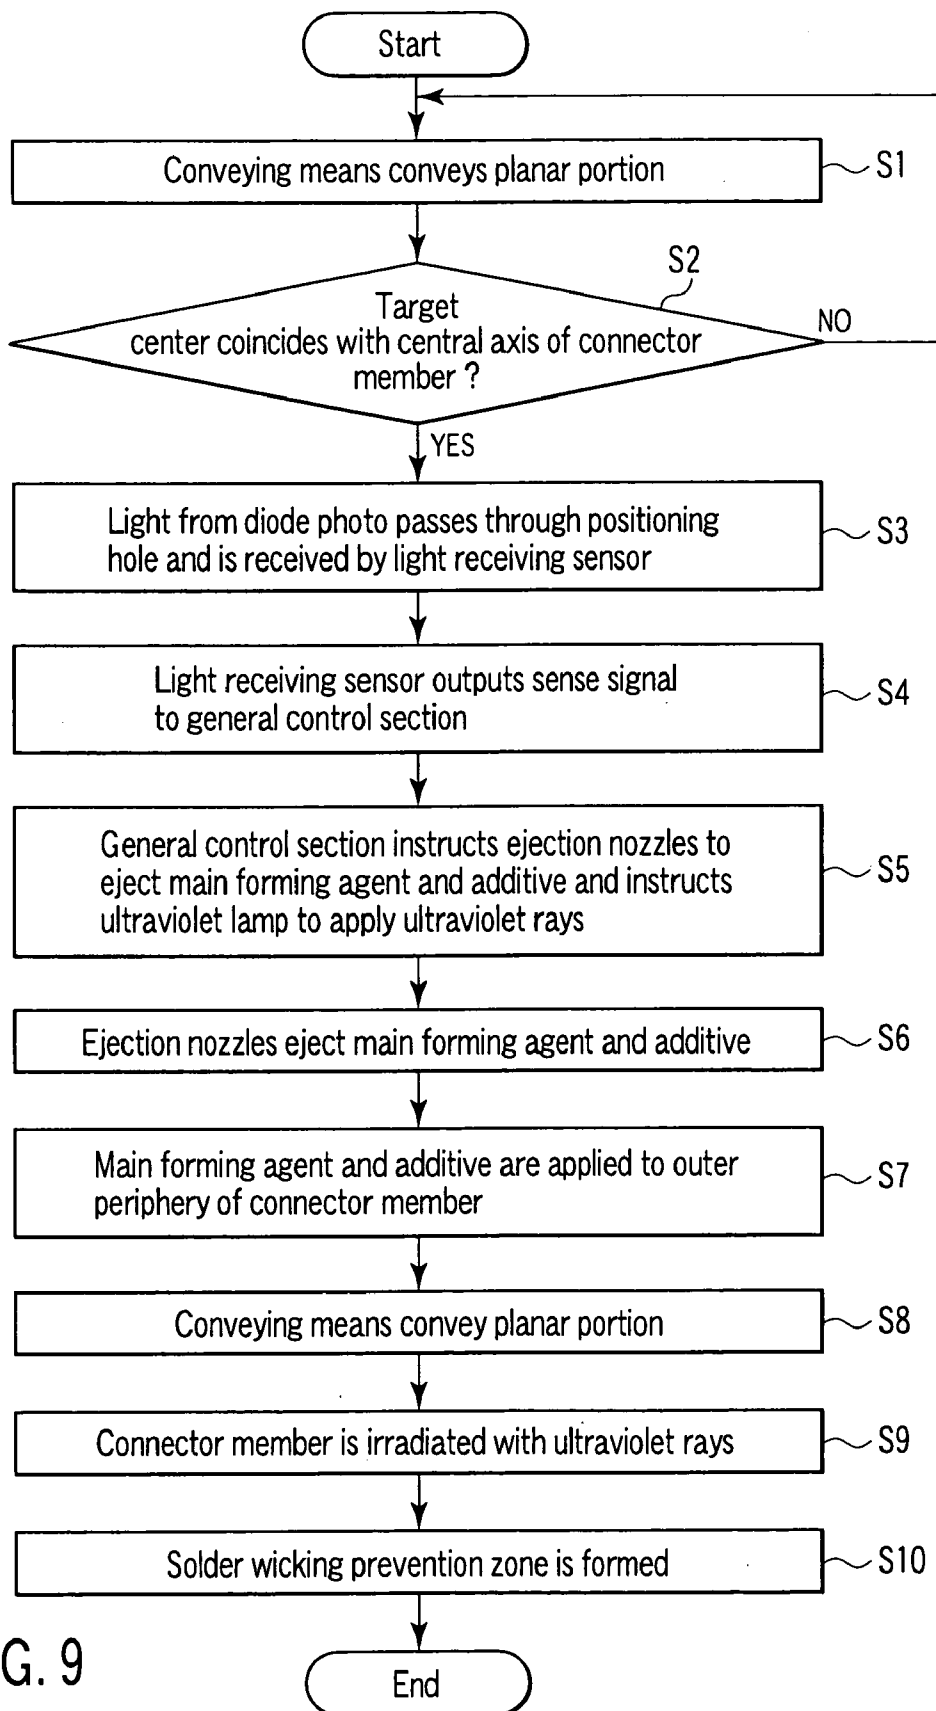 Start
Conveying means conveys planar portion
S1
S2
Target
center coincides with central axis of connector
member ?
NO
YES
Light from diode photo passes through positioning
hole and is received by light receiving sensor
S3
Light receiving sensor outputs sense signal
to general control section
S4
General control section instructs ejection nozzles to
eject main forming agent and additive and instructs
ultraviolet lamp to apply ultraviolet rays
S5
Ejection nozzles eject main forming agent and additive
S6
Main forming agent and additive are applied to outer
periphery of connector member
S7
Conveying means convey planar portion
S8
Connector member is irradiated with ultraviolet rays
S9
Solder wicking prevention zone is formed
S10
G. 9
End